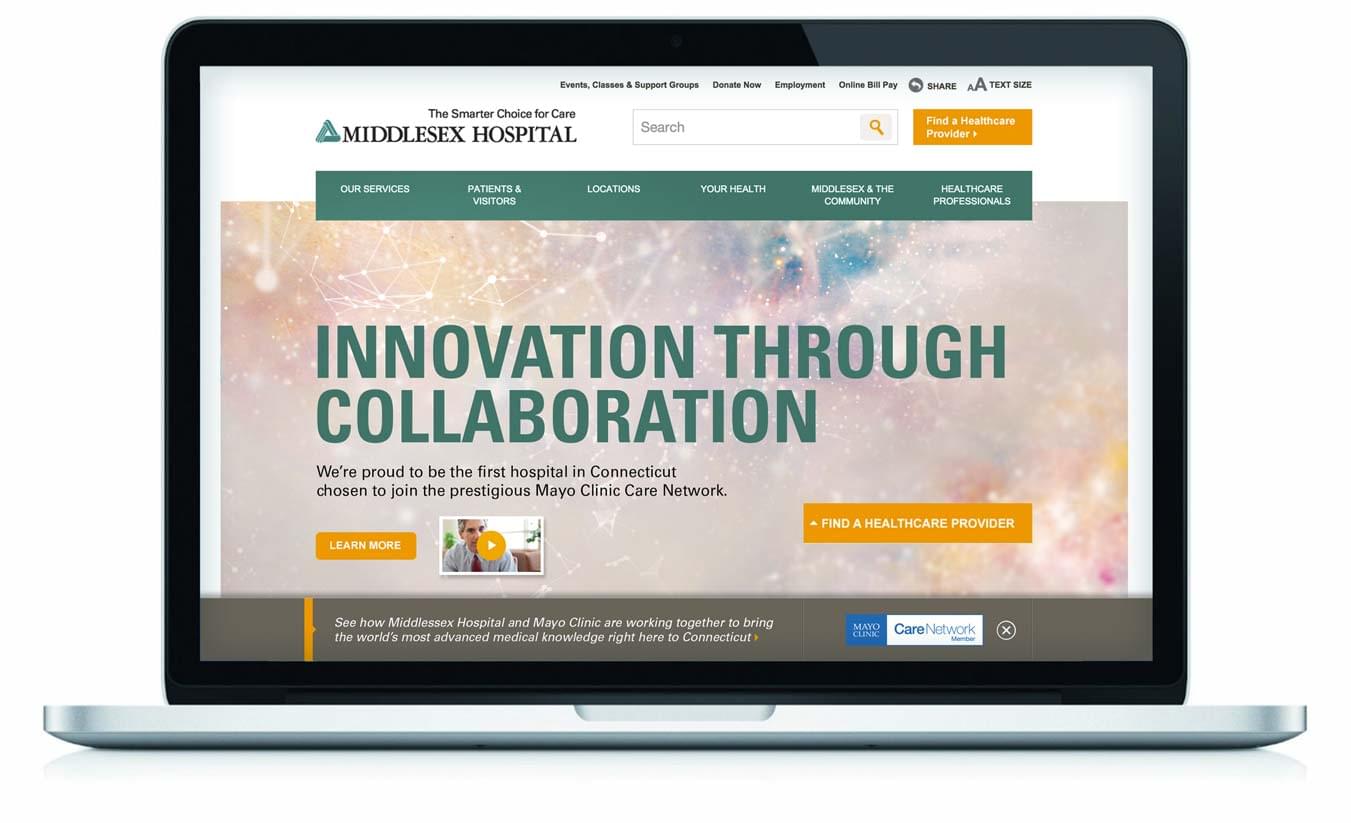 Events, Classes & Support Groups Donate Now Employment Online Bill Pay SHARE AA TEXT SIZE
The Smarter Choice for Care
MIDDLESEX HOSPITAL
Search
Find a Healthcare
Provider
OUR SERVICES
PATIENTS &
VISITORS
LOCATIONS
YOUR HEALTH
MIDDLESEX & THE
COMMUNITY
HEALTHCARE
PROFESSIONALS
INNOVATION THROUGH
COLLABORATION
We're proud to be the first hospital in Connecticut
chosen to join the prestigious Mayo Clinic Care Network.
FIND A HEALTHCARE PROVIDER
LEARN MORE
See how Middlessex Hospital and Mayo Clinic are working together to bring
the world's most advanced medical knowledge right here to Connecticut
MAYO
CLINIC
CareNetwork
Member